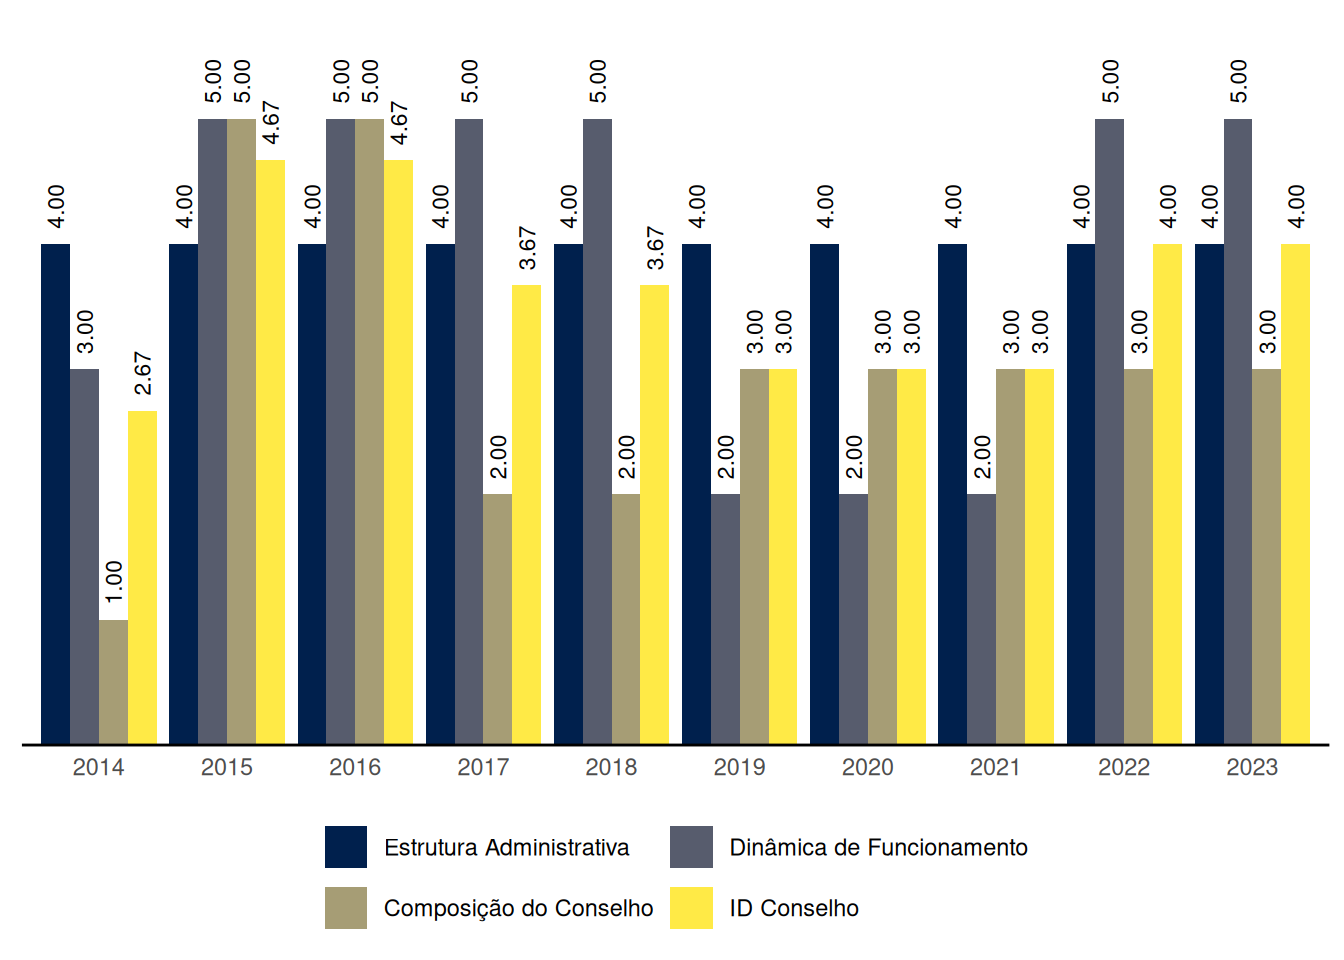 4.00 3.00 1.00 2.67
4.00 5.00 5.00 4.67
4.00 5.00 5.00 4.67
4.00 5.00 2.00 3.67
4.00 5.00 2.00 3.67
4.00 2.00 3.00 3.00
4.00 2.00 3.00 3.00
4.00 2.00 3.00 3.00
4.00 5.00 3.00 4.00
4.00 5.00 3.00 4.00
2014 2015 2016 2017 2018 2019 2020 2021 2022 2023
Estrutura Administrativa Dinâmica de Funcionamento
Composição do Conselho ID Conselho